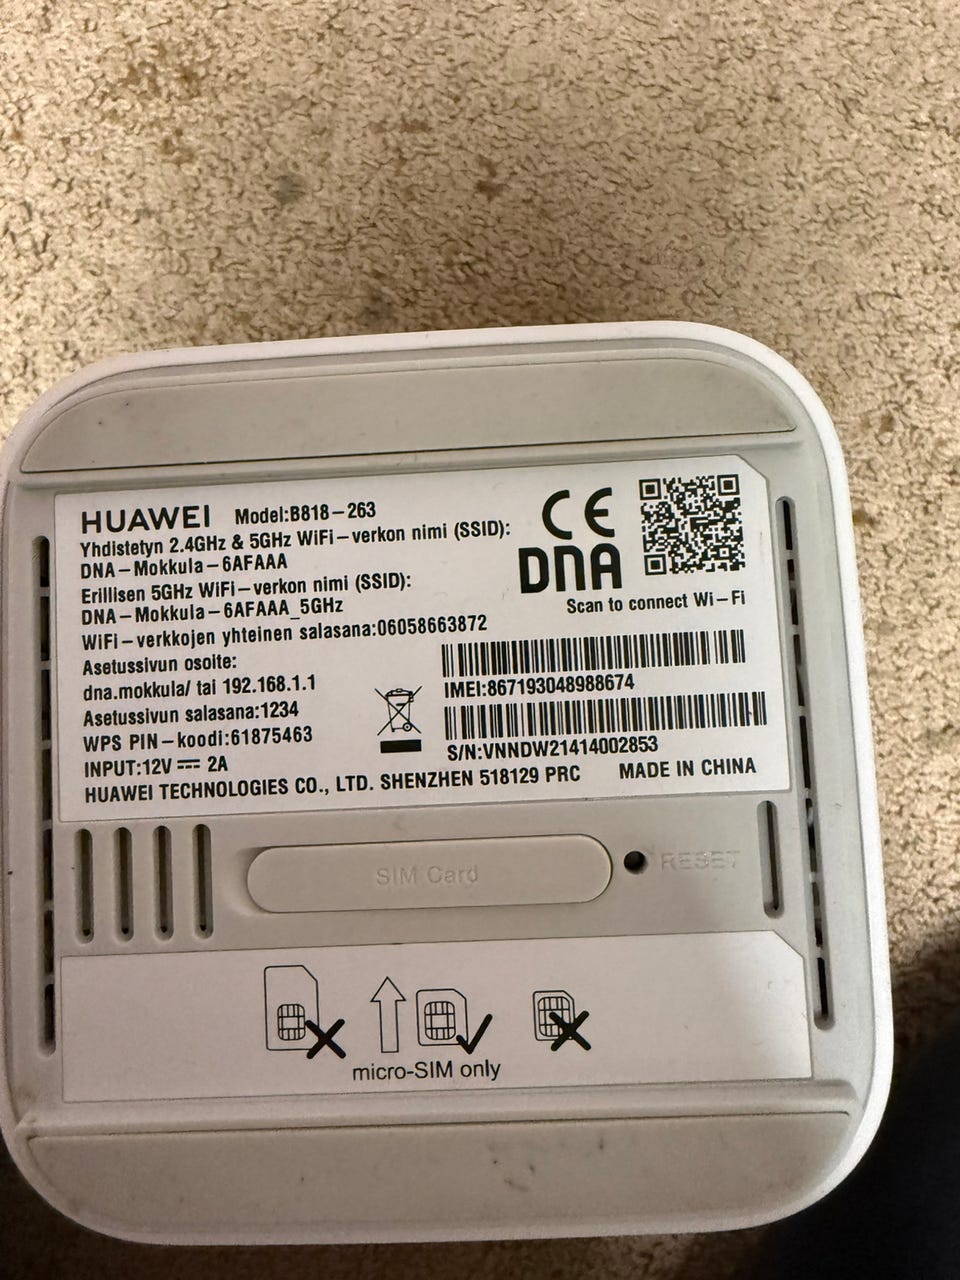 HUAWEI Model:B818-263
Yhdistetyn 2.4GHz & 5GHz WiFi-verkon nimi (SSID):
DNA-Mokkula-6AFAAA
Erillisen 5GHz WiFi-verkon nimi (SSID):
DNA-Mokkula-6AFAAA_5GHz
WiFi-verkkojen yhteinen salasana:06058663872
Asetussivun osoite:
dna.mokkula/ tai 192.168.1.1
Asetussivun salasana:1234
WPS PIN-koodi:61875463
INPUT:12V ⎓ 2A
HUAWEI TECHNOLOGIES CO., LTD. SHENZHEN 518129 PRC
CE
DNA
Scan to connect Wi-Fi
IMEI:867193048988674
S/N:VNNDW21414002853
MADE IN CHINA
SIM Card
RESET
micro-SIM only